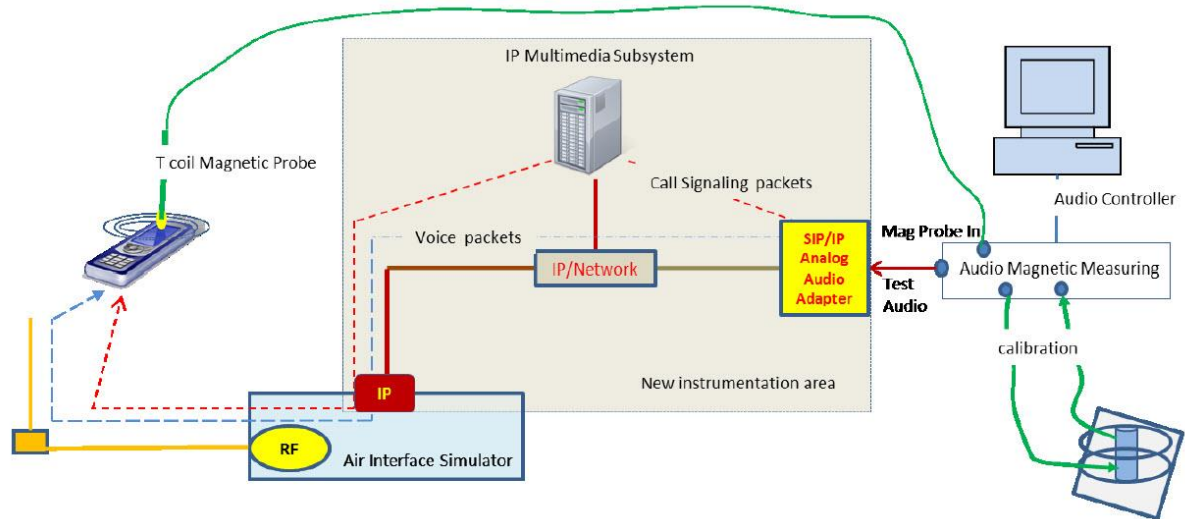 IP Multimedia Subsystem
T coil Magnetic Probe
Call Signaling packets
Audio Controller
Voice packets
Mag Probe In
SIP/IP
Analog
Audio
Adapter
IP/Network
Audio Magnetic Measuring
Test
Audio
calibration
IP
New instrumentation area
RF
Air Interface Simulator